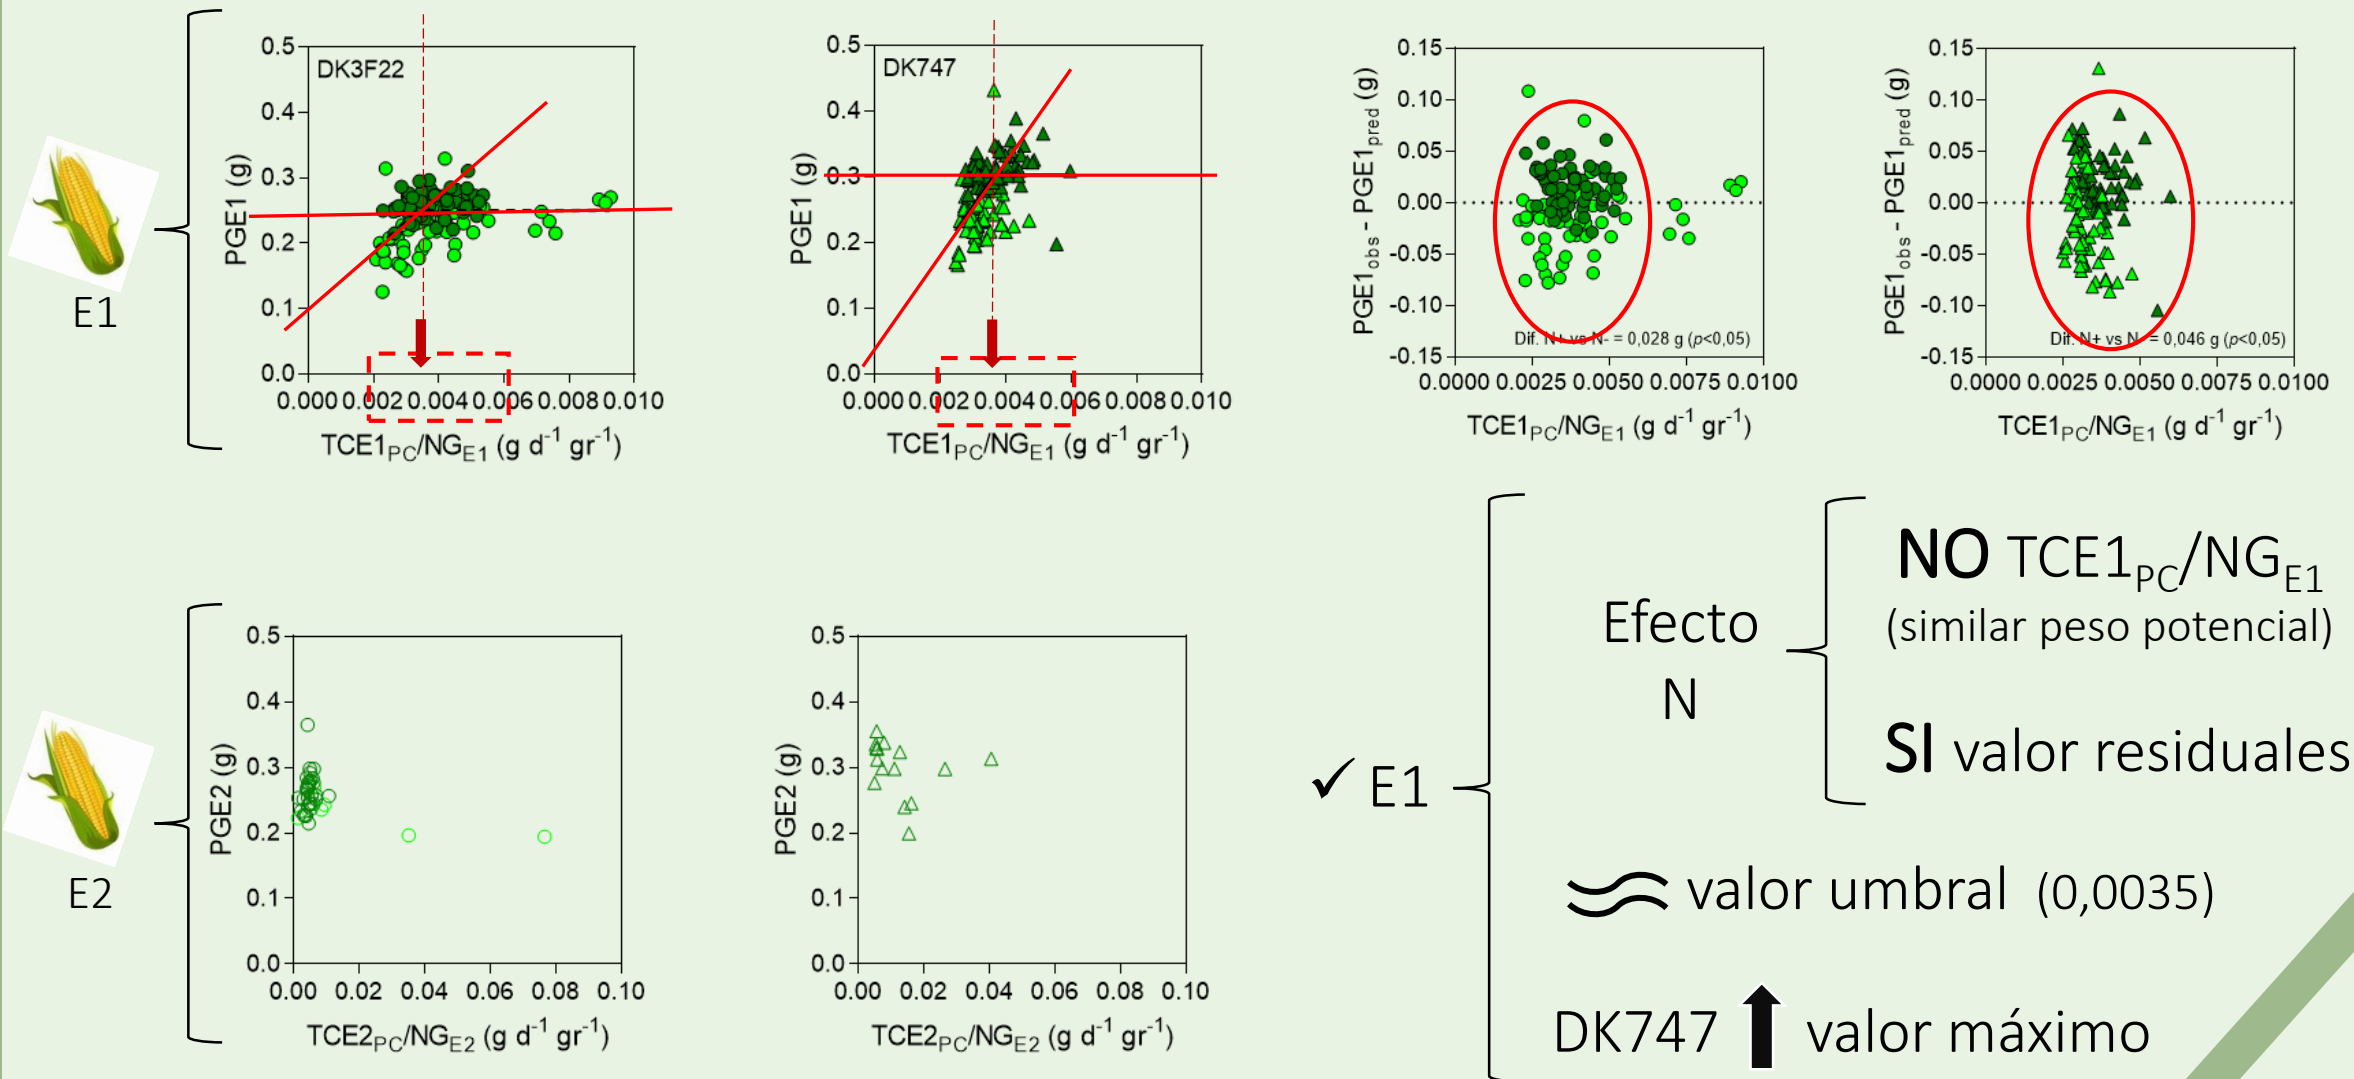 E1
DK3F22
0.5
0.4
0.3
0.2
0.1
0.0
PGE1 (g)
0.000 0.002 0.004 0.006 0.008 0.010
TCE1PC/NGE1 (g d-1 gr-1)
DK747
0.5
0.4
0.3
0.2
0.1
0.0
PGE1 (g)
0.000 0.002 0.004 0.006 0.008 0.010
TCE1PC/NGE1 (g d-1 gr-1)
0.15
0.10
0.05
0.00
-0.05
-0.10
-0.15
PGE1obs - PGE1pred (g)
Dif. N+ vs N- = 0,028 g (p<0,05)
0.0000 0.0025 0.0050 0.0075 0.0100
TCE1PC/NGE1 (g d-1 gr-1)
0.15
0.10
0.05
0.00
-0.05
-0.10
-0.15
PGE1obs - PGE1pred (g)
Dif. N+ vs N- = 0,046 g (p<0,05)
0.0000 0.0025 0.0050 0.0075 0.0100
TCE1PC/NGE1 (g d-1 gr-1)
E2
0.5
0.4
0.3
0.2
0.1
0.0
PGE2 (g)
0.00 0.02 0.04 0.06 0.08 0.10
TCE2PC/NGE2 (g d-1 gr-1)
0.5
0.4
0.3
0.2
0.1
0.0
PGE2 (g)
0.00 0.02 0.04 0.06 0.08 0.10
TCE2PC/NGE2 (g d-1 gr-1)
✓ E1
Efecto
N
NO TCE1PC/NGE1
(similar peso potencial)
SI valor residuales
valor umbral (0,0035)
DK747 valor máximo